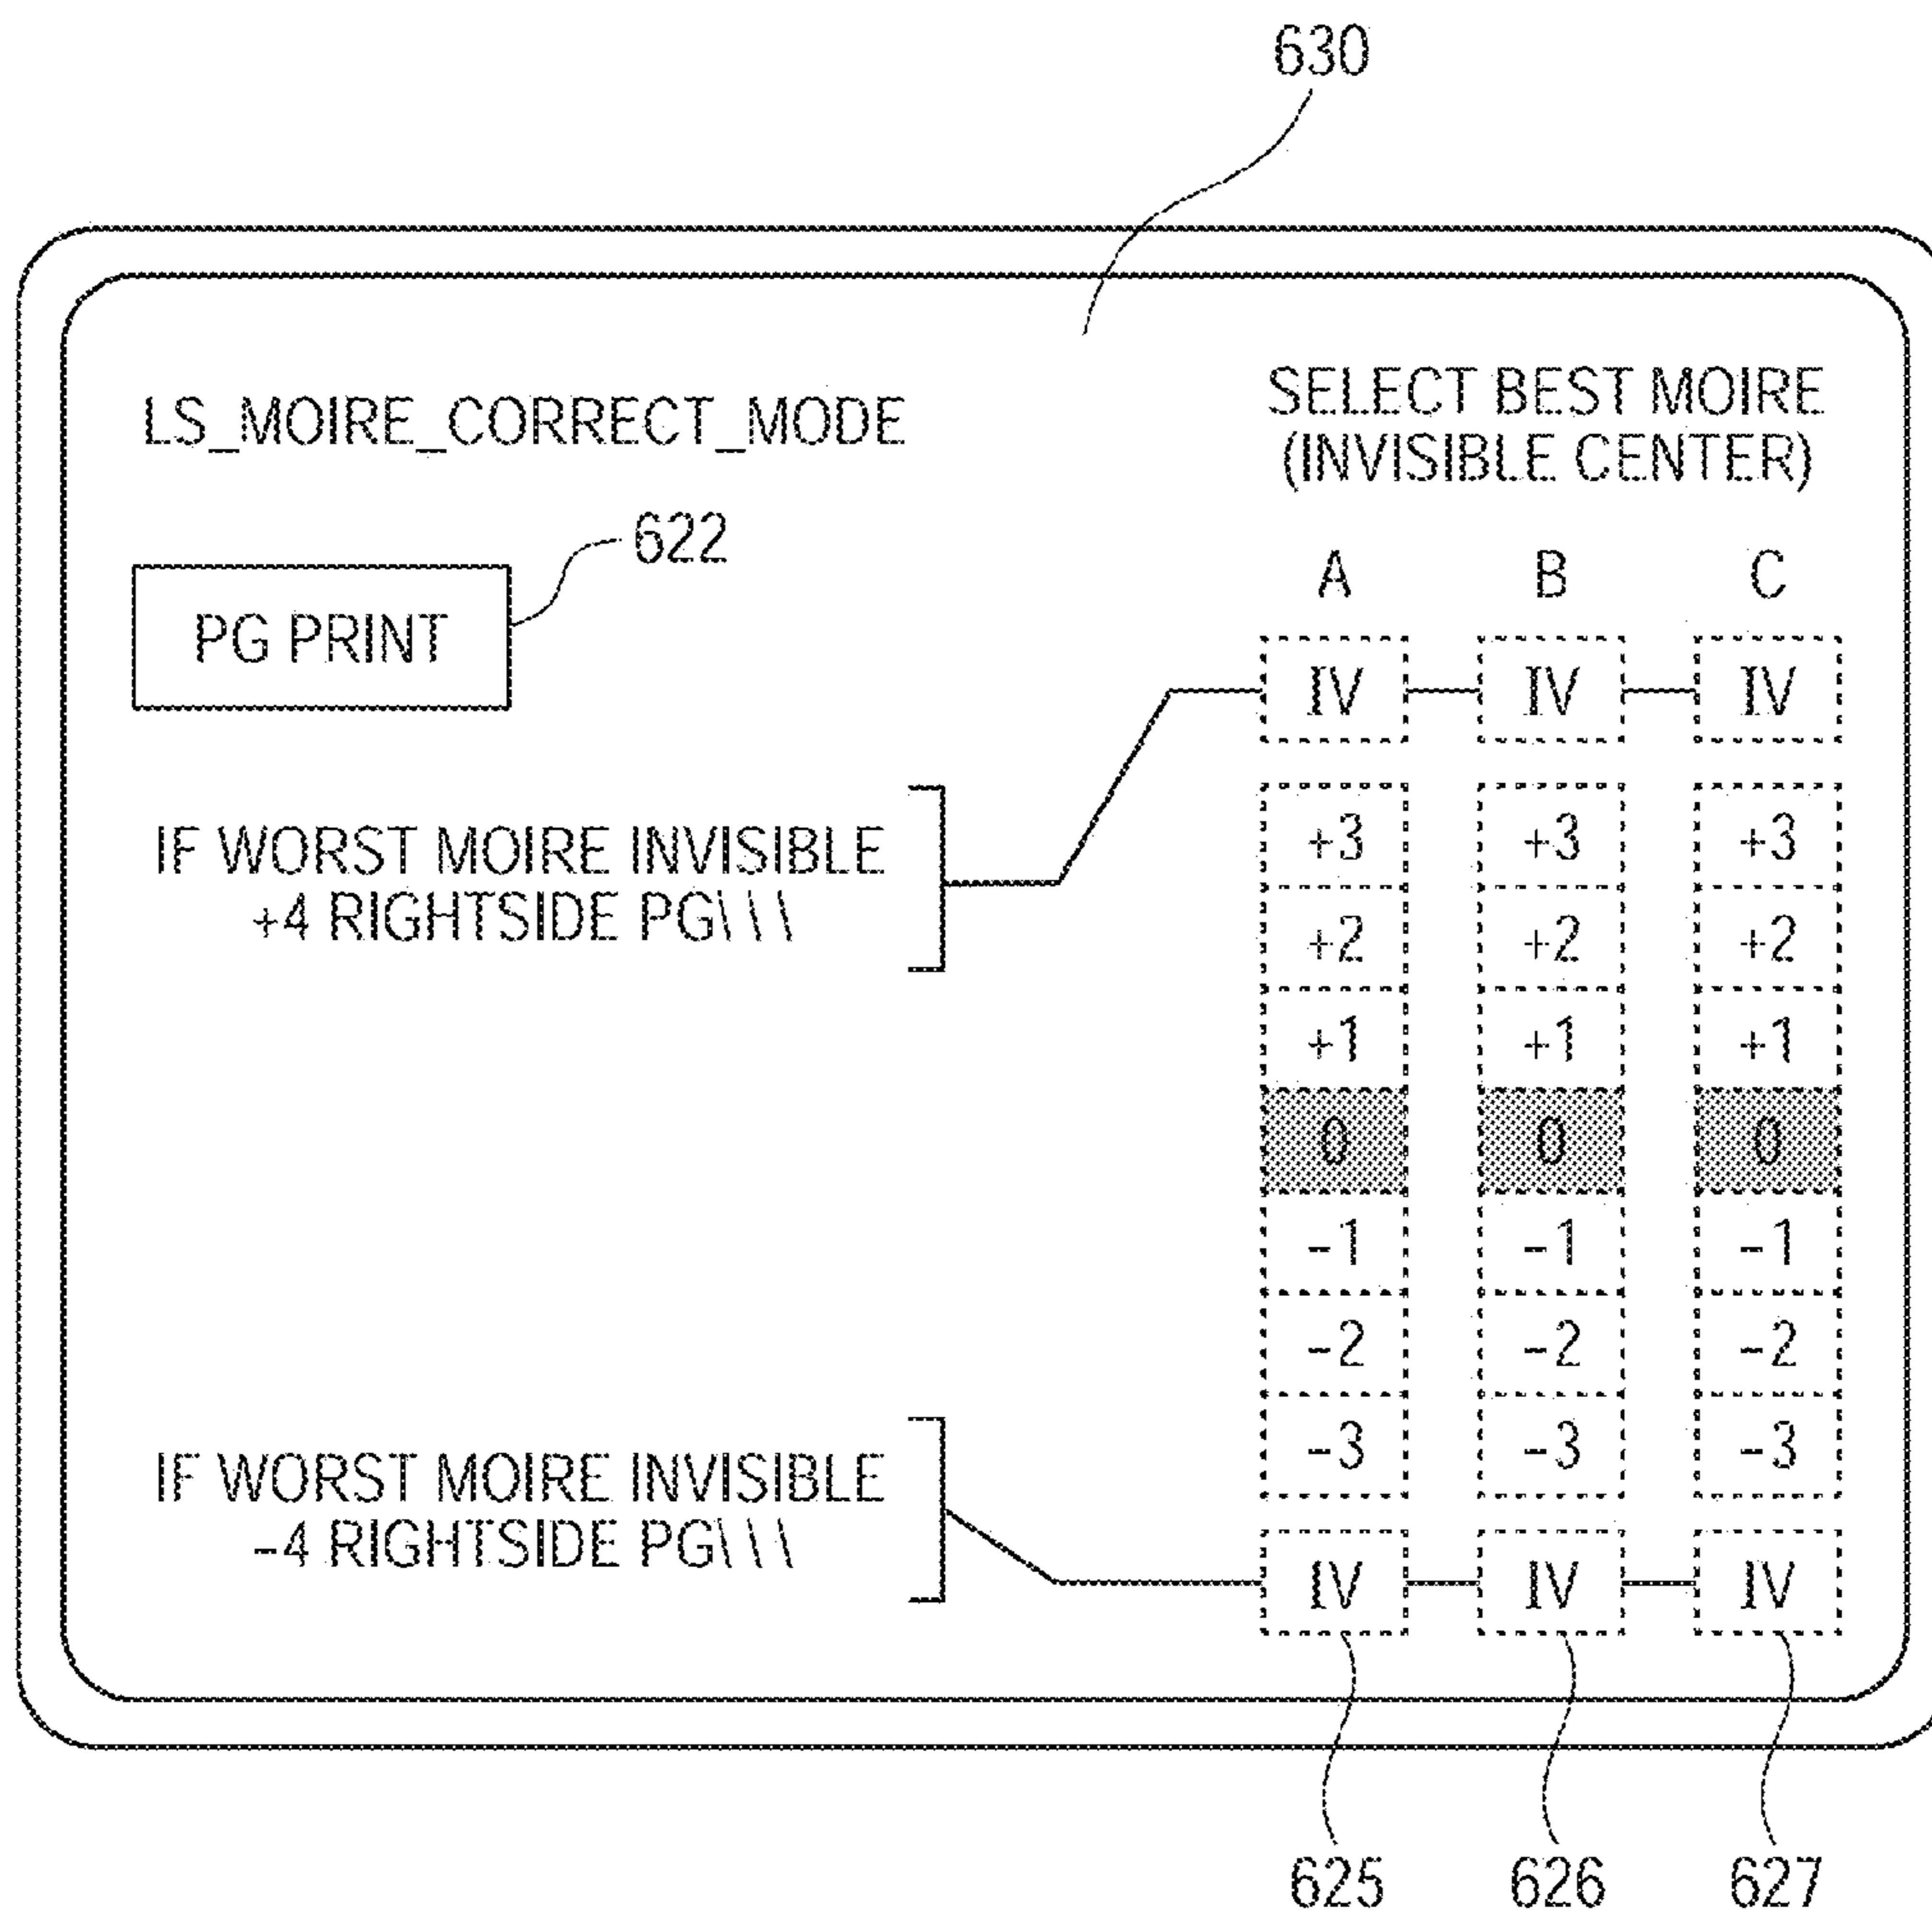 630
LS_MOIRE_CORRECT_MODE
SELECT BEST MOIRE
(INVISIBLE CENTER)
622
PG PRINT
A B C
IV IV IV
IF WORST MOIRE INVISIBLE
+4 RIGHTSIDE PG\\\
+3 +3 +3
+2 +2 +2
+1 +1 +1
0 0 0
-1 -1 -1
-2 -2 -2
-3 -3 -3
IF WORST MOIRE INVISIBLE
-4 RIGHTSIDE PG\\\
IV IV IV
625 626 627